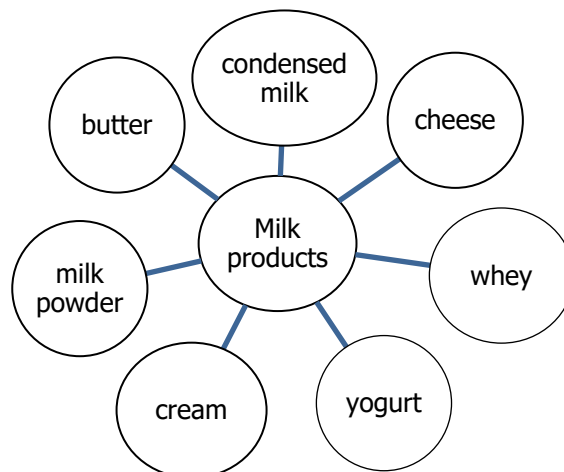 condensed
milk
butter
cheese
Milk
products
milk
powder
whey
cream
yogurt